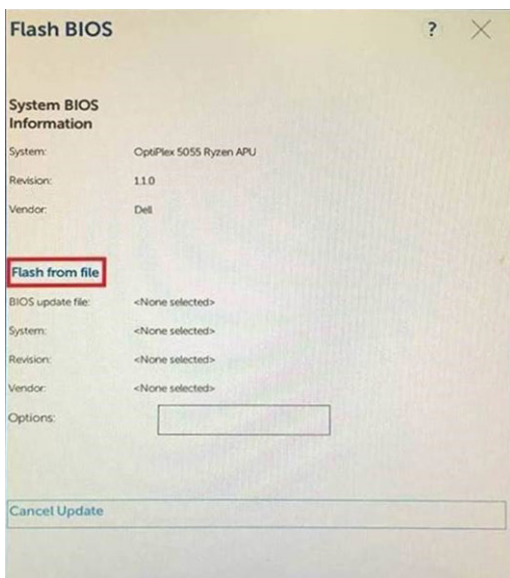 Flash BIOS
?
System BIOS
Information
System: OptiPlex 5055 Ryzen APU
Revision: 1.1.0
Vendor: Dell
Flash from file
BIOS update file: <None selected>
System: <None selected>
Revision: <None selected>
Vendor: <None selected>
Options:
Cancel Update